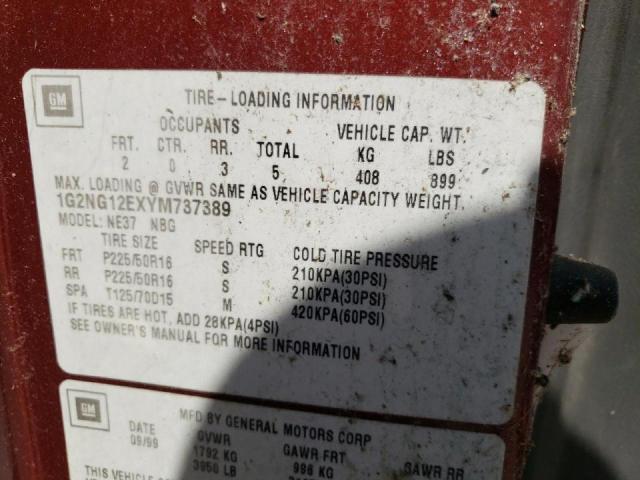 GM
TIRE-LOADING INFORMATION
OCCUPANTS VEHICLE CAP. WT.
FRT. CTR. RR. TOTAL KG LBS
2 0 3 5 408 899
MAX. LOADING @ GVWR SAME AS VEHICLE CAPACITY WEIGHT.
1G2NG12EXYM737389
MODEL: NE37 NBG
TIRE SIZE SPEED RTG COLD TIRE PRESSURE
FRT P225/50R16 S 210KPA(30PSI)
RR P225/50R16 S 210KPA(30PSI)
SPA T125/70D15 M 420KPA(60PSI)
IF TIRES ARE HOT, ADD 28KPA(4PSI)
SEE OWNER'S MANUAL FOR MORE INFORMATION
GM
MFD BY GENERAL MOTORS CORP
DATE GVWR GAWR FRT GAWR RR
09/99 1792 KG 996 KG
3950 LB
THIS VEHICLE